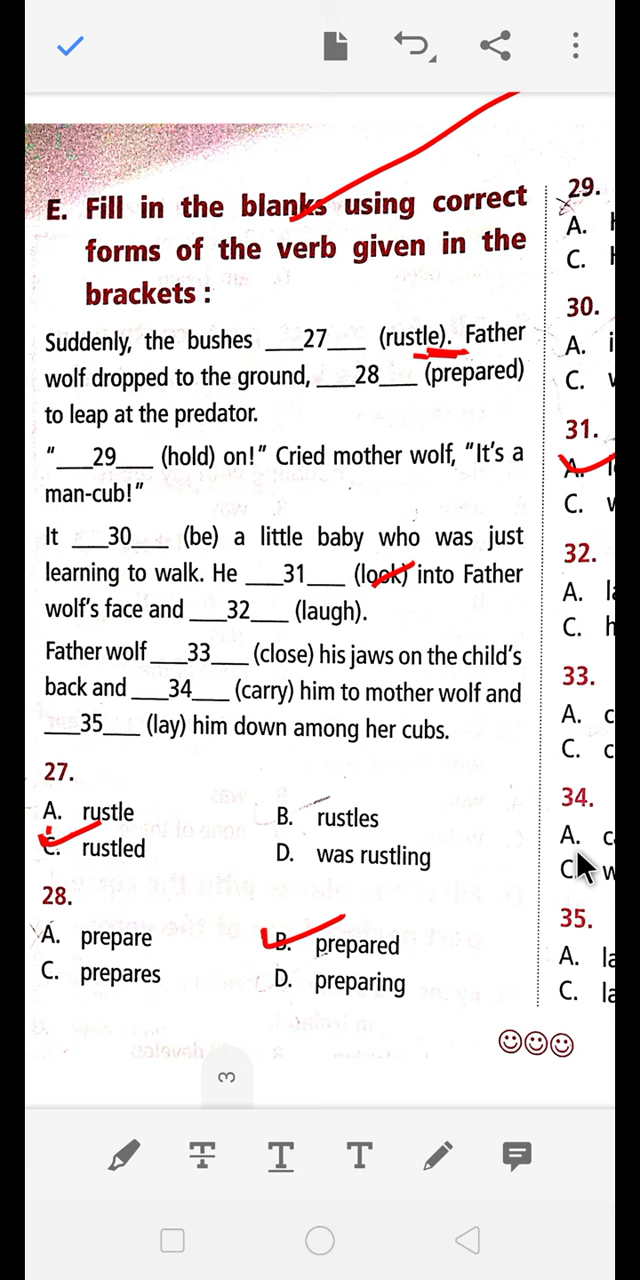 E. Fill in the blanks using correct
forms of the verb given in the
brackets :
Suddenly, the bushes ___27___ (rustle). Father
wolf dropped to the ground, ___28___ (prepared)
to leap at the predator.
"___29___ (hold) on!" Cried mother wolf, "It's a
man-cub!"
It ___30___ (be) a little baby who was just
learning to walk. He ___31___ (look) into Father
wolf's face and ___32___ (laugh).
Father wolf ___33___ (close) his jaws on the child's
back and ___34___ (carry) him to mother wolf and
___35___ (lay) him down among her cubs.
27.
A. rustle B. rustles
C. rustled D. was rustling
28.
A. prepare B. prepared
C. prepares D. preparing
29.
A.
C.
30.
A.
C.
31.
A.
C.
32.
A.
C.
33.
A.
C.
34.
A.
C.
35.
A.
C.
3